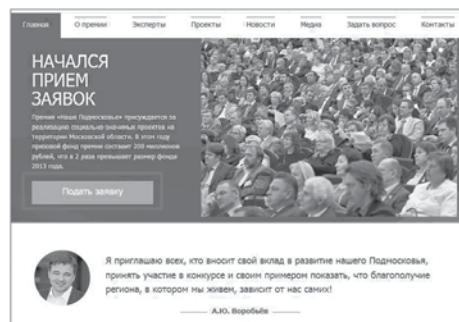 Главная О премии Эксперты Проекты Новости Медиа Задать вопрос Контакты
НАЧАЛСЯ
ПРИЕМ
ЗАЯВОК
Премия «Наше Подмосковье» присуждается за
реализацию социально-значимых проектов на
территории Московской области. В этом году
призовой фонд премии составит 200 миллионов
рублей, что в 2 раза превышает размер фонда
2013 года.
Подать заявку
Я приглашаю всех, кто вносит свой вклад в развитие нашего Подмосковья,
принять участие в конкурсе и своим примером показать, что благополучие
региона, в котором мы живем, зависит от нас самих!
А.Ю. Воробьёв